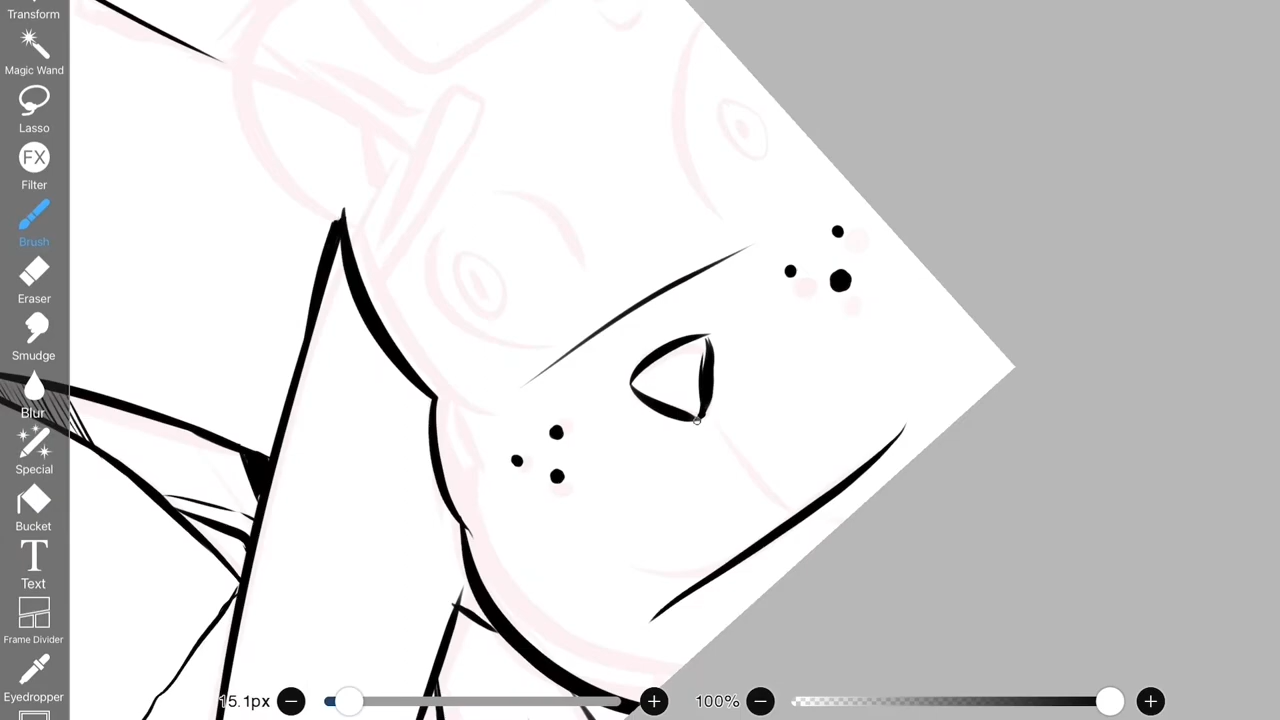 Transform
Magic Wand
Lasso
FX
Filter
Brush
Eraser
Smudge
Blur
Special
Bucket
T
Text
Frame Divider
Eyedropper
15.1px
100%